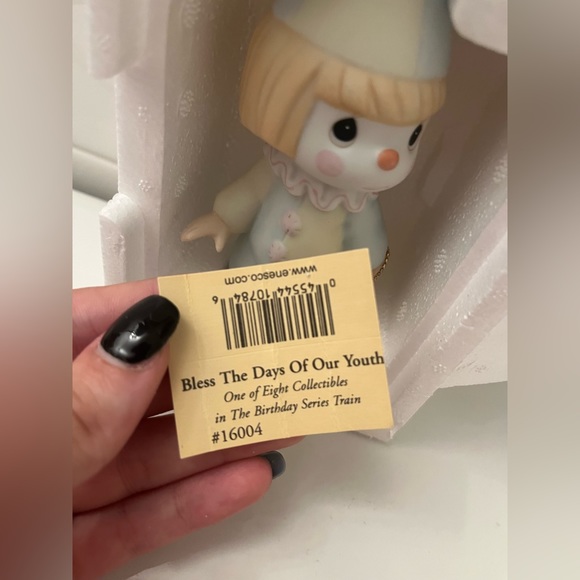 www.enesco.com
0 45544 10784 6
Bless The Days Of Our Youth
One of Eight Collectibles
in The Birthday Series Train
#16004